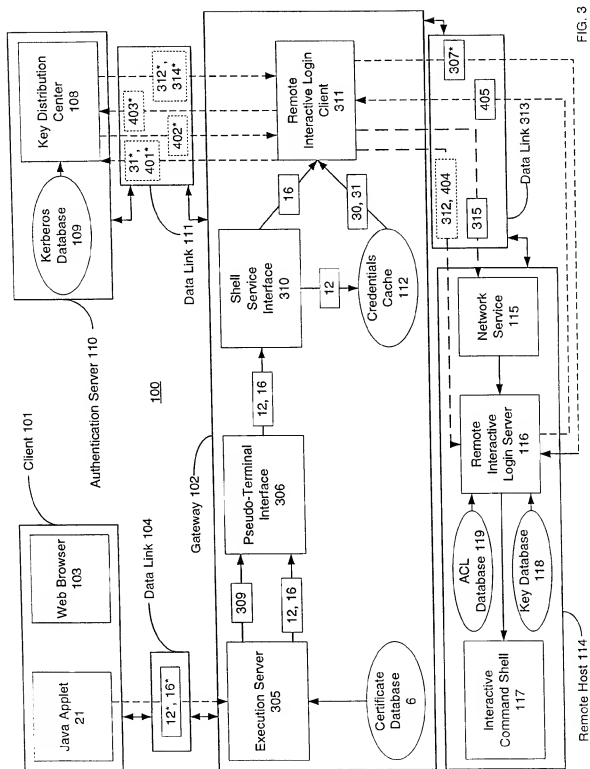 Client 101
Java Applet
21
Web Browser
103
Data Link 104
12*, 16*
Authentication Server 110
Kerberos
Database
109
Key Distribution
Center
108
Data Link 111
31*,
401*
402*
403*
312*,
314*
100
Gateway 102
Execution Server
305
Certificate
Database
6
309
12, 16
Pseudo-Terminal
Interface
306
12, 16
Shell
Service
Interface
310
12
Credentials
Cache
112
16
30, 31
Remote
Interactive Login
Client
311
312, 404
315
405
307*
Data Link 313
Remote Host 114
Interactive
Command Shell
117
ACL
Database 119
Key Database
118
Remote
Interactive
Login Server
116
Network
Service
115
FIG. 3